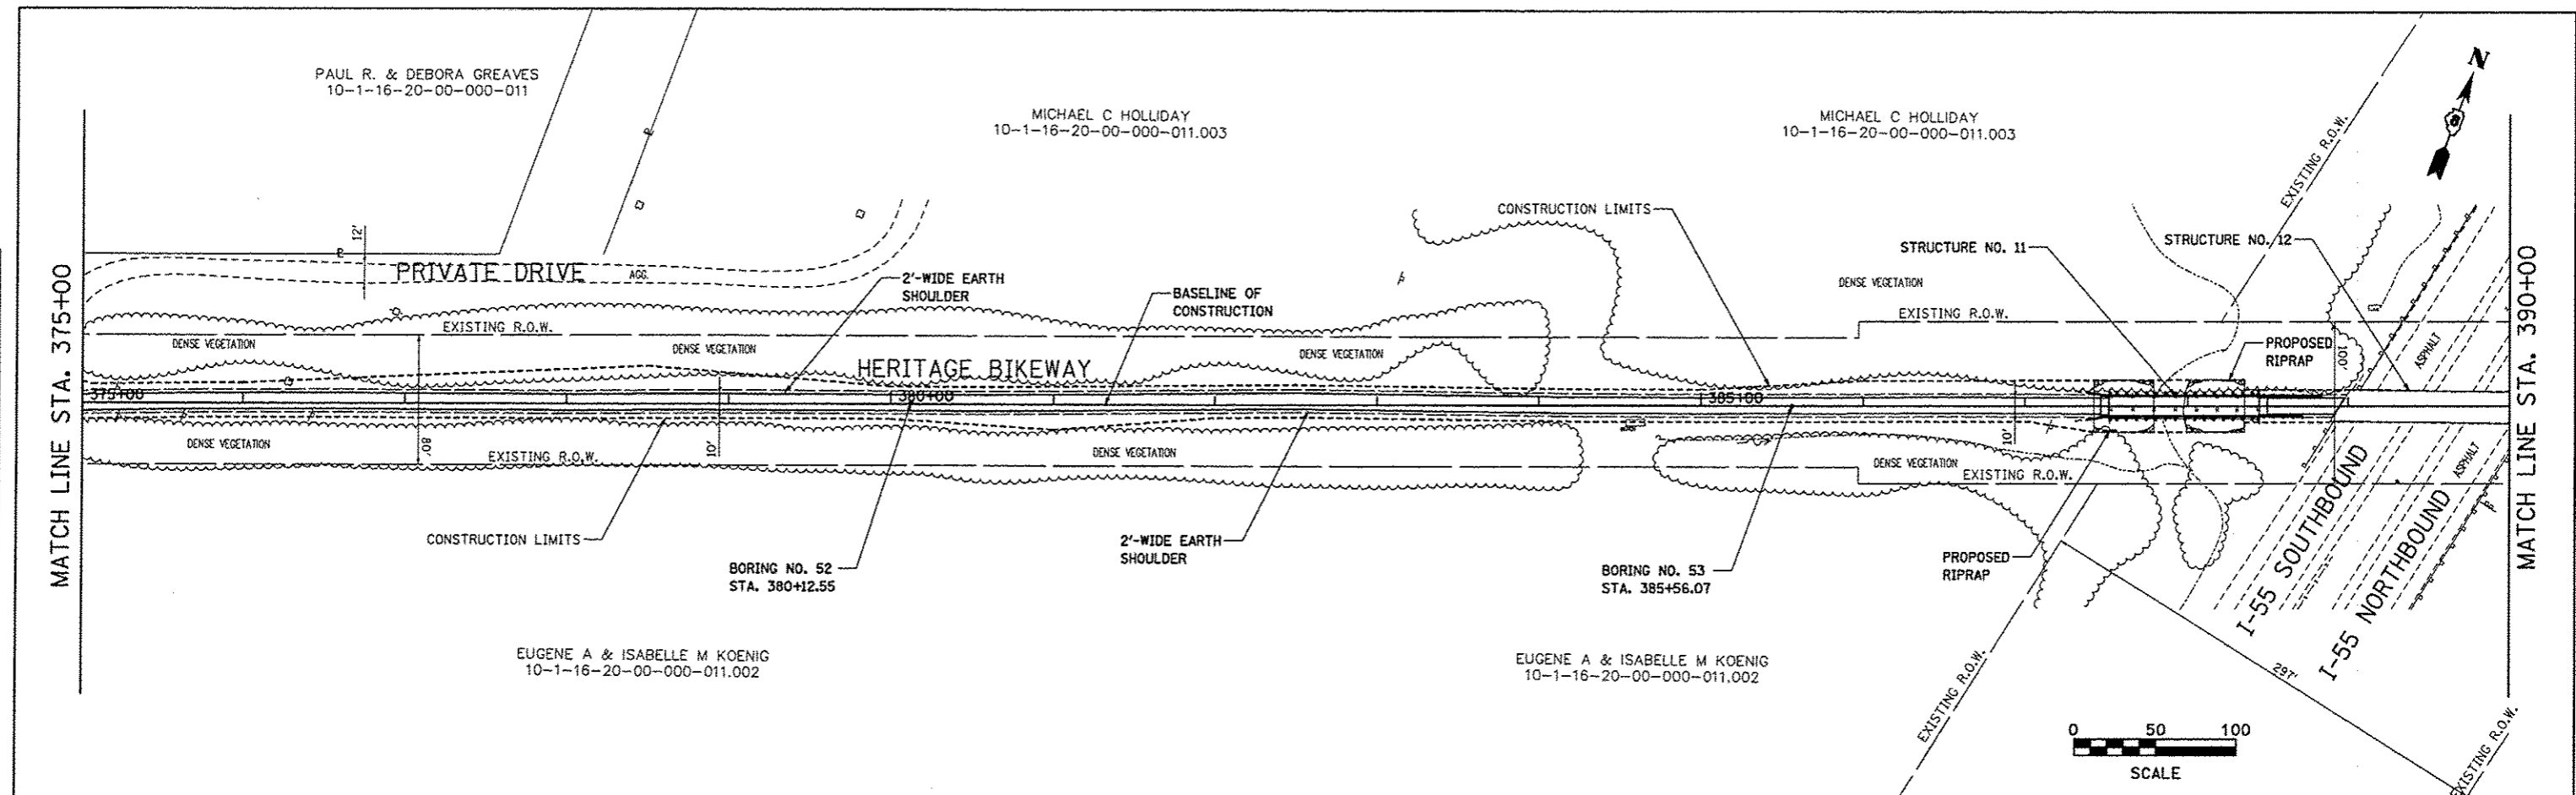 PAUL R. & DEBORA GREAVES
10-1-16-20-00-000-011
MICHAEL C HOLLIDAY
10-1-16-20-00-000-011.003
MICHAEL C HOLLIDAY
10-1-16-20-00-000-011.003
N
EXISTING R.O.W.
CONSTRUCTION LIMITS
STRUCTURE NO. 11
STRUCTURE NO. 12
12'
PRIVATE DRIVE
AGG.
2'-WIDE EARTH
SHOULDER
BASELINE OF
CONSTRUCTION
DENSE VEGETATION
EXISTING R.O.W.
EXISTING R.O.W.
DENSE VEGETATION
DENSE VEGETATION
DENSE VEGETATION
HERITAGE BIKEWAY
PROPOSED
RIPRAP
100'
ASPHALT
MATCH LINE STA. 375+00
MATCH LINE STA. 390+00
375+00
380+00
385+00
80'
10'
10'
DENSE VEGETATION
EXISTING R.O.W.
DENSE VEGETATION
DENSE VEGETATION
EXISTING R.O.W.
ASPHALT
CONSTRUCTION LIMITS
BORING NO. 52
STA. 380+12.55
2'-WIDE EARTH
SHOULDER
BORING NO. 53
STA. 385+56.07
PROPOSED
RIPRAP
I-55 SOUTHBOUND
I-55 NORTHBOUND
EUGENE A & ISABELLE M KOENIG
10-1-16-20-00-000-011.002
EUGENE A & ISABELLE M KOENIG
10-1-16-20-00-000-011.002
EXISTING R.O.W.
297'
EXISTING R.O.W.
0 50 100
SCALE